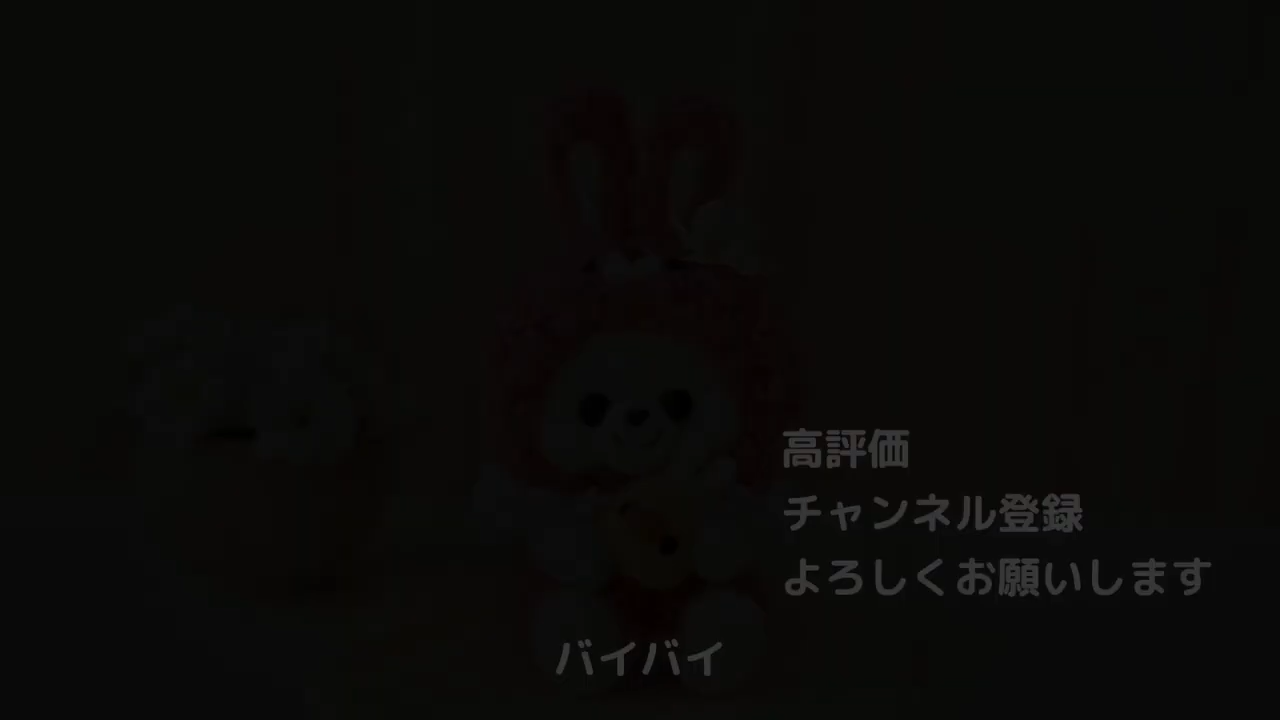 高評価
チャンネル登録
よろしくお願いします
バイバイ